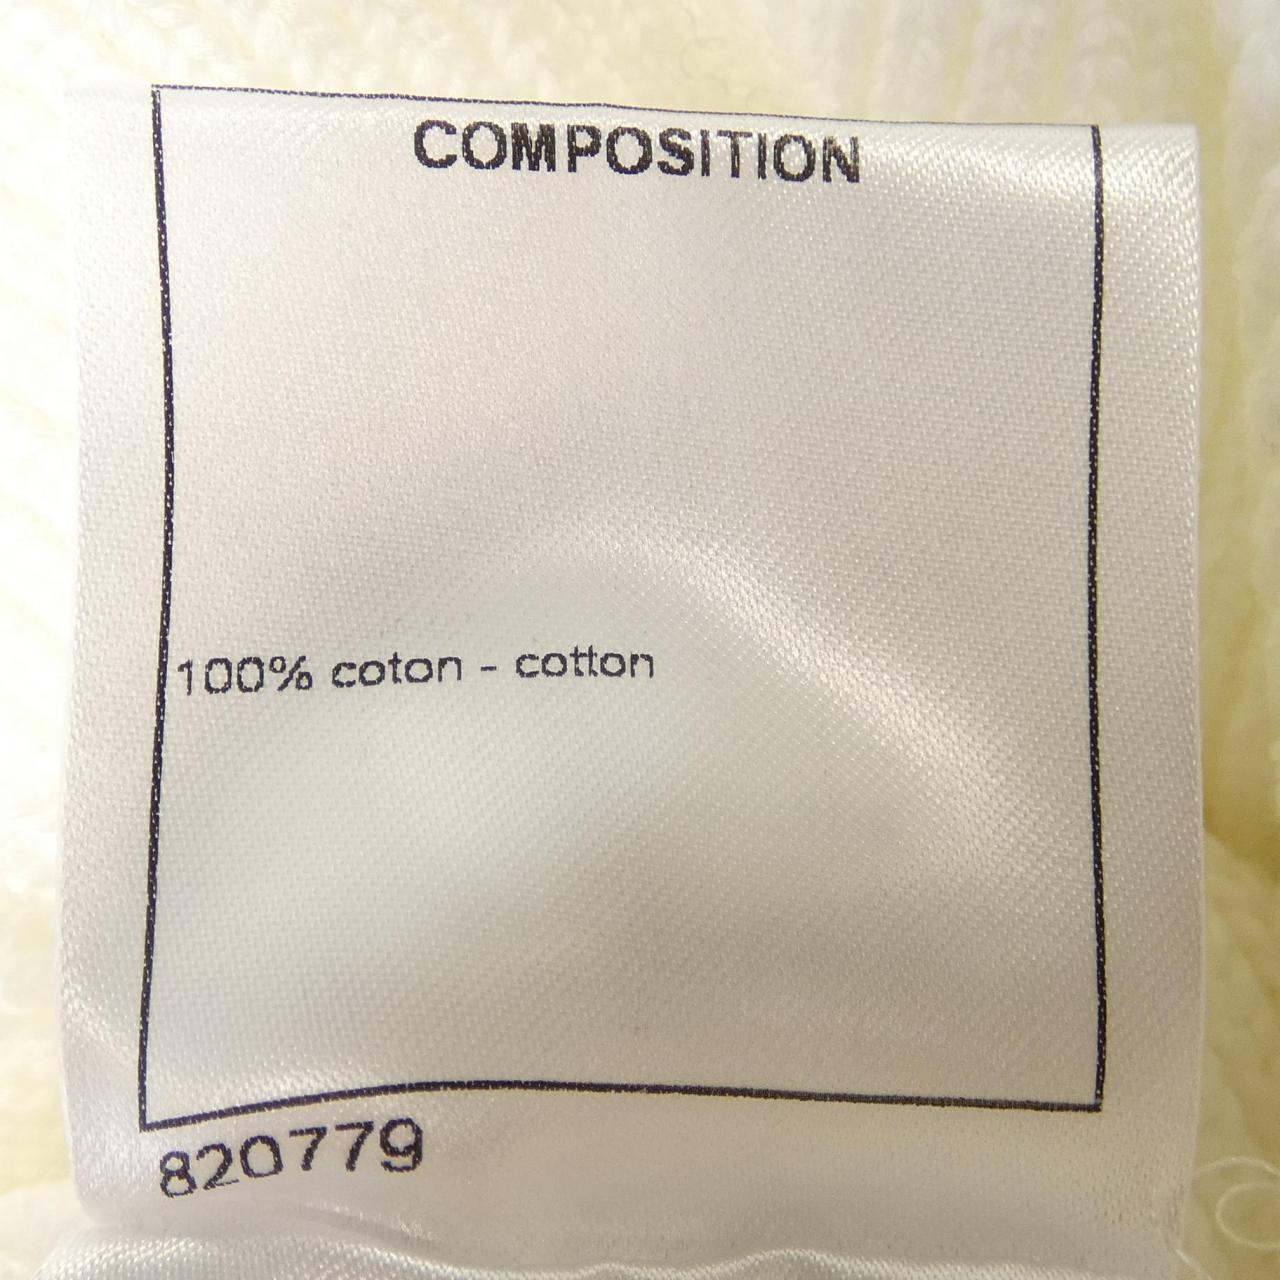 COMPOSITION
100% coton - cotton
820779